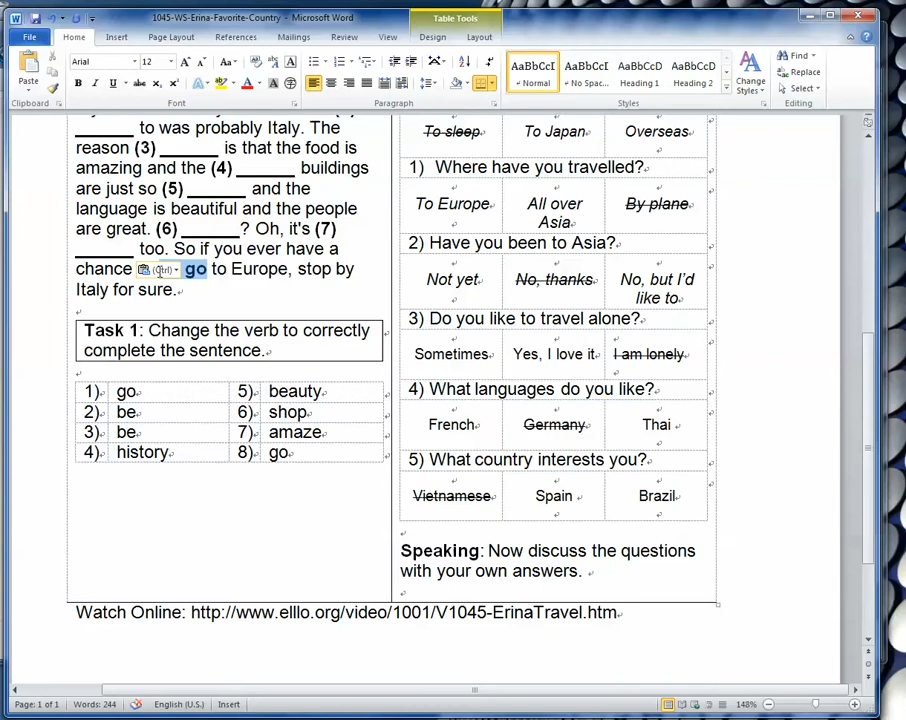 1045-WS-Erina-Favorite-Country - Microsoft Word
Table Tools
File Home Insert Page Layout References Mailings Review View Design Layout
Arial 12
Paste
Clipboard Font Paragraph Styles Editing
AaBbCcI AaBbCcI AaBbCcI AaBbCcI
Normal No Spac... Heading 1 Heading 2
Change Styles
Find
Replace
Select
_____ to was probably Italy. The
reason (3) _____ is that the food is
amazing and the (4) _____ buildings
are just so (5) _____ and the
language is beautiful and the people
are great. (6) _____? Oh, it's (7)
_____ too. So if you ever have a
chance (Ctrl) go to Europe, stop by
Italy for sure.
Task 1: Change the verb to correctly
complete the sentence.
1) go 5) beauty
2) be 6) shop
3) be 7) amaze
4) history 8) go
To sleep To Japan Overseas
1) Where have you travelled?
To Europe All over Asia By plane
2) Have you been to Asia?
Not yet No, thanks No, but I'd like to
3) Do you like to travel alone?
Sometimes Yes, I love it I am lonely
4) What languages do you like?
French Germany Thai
5) What country interests you?
Vietnamese Spain Brazil
Speaking: Now discuss the questions
with your own answers.
Watch Online: http://www.elllo.org/video/1001/V1045-ErinaTravel.htm
Page: 1 of 1 Words: 244 English (U.S.) Insert 148%